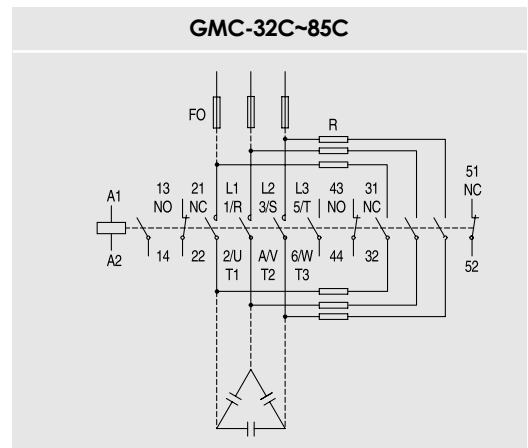 GMC-32C~85C
FO
R
A1
13 21 L1 L2 L3 43 31
NO NC 1/R 3/S 5/T NO NC
51
NC
A2
14 22 2/U A/V 6/W 44 32
T1 T2 T3
52